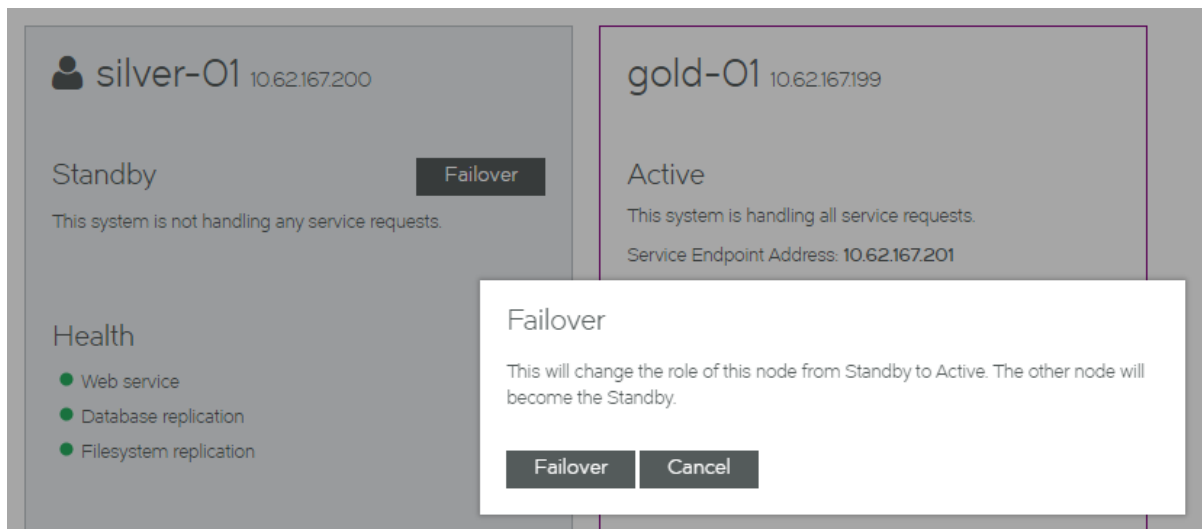 silver-01 10.62.167.200
Standby
Failover
This system is not handling any service requests.
Health
Web service
Database replication
Filesystem replication
gold-01 10.62.167.199
Active
This system is handling all service requests.
Service Endpoint Address: 10.62.167.201
Failover
This will change the role of this node from Standby to Active. The other node will
become the Standby.
Failover Cancel